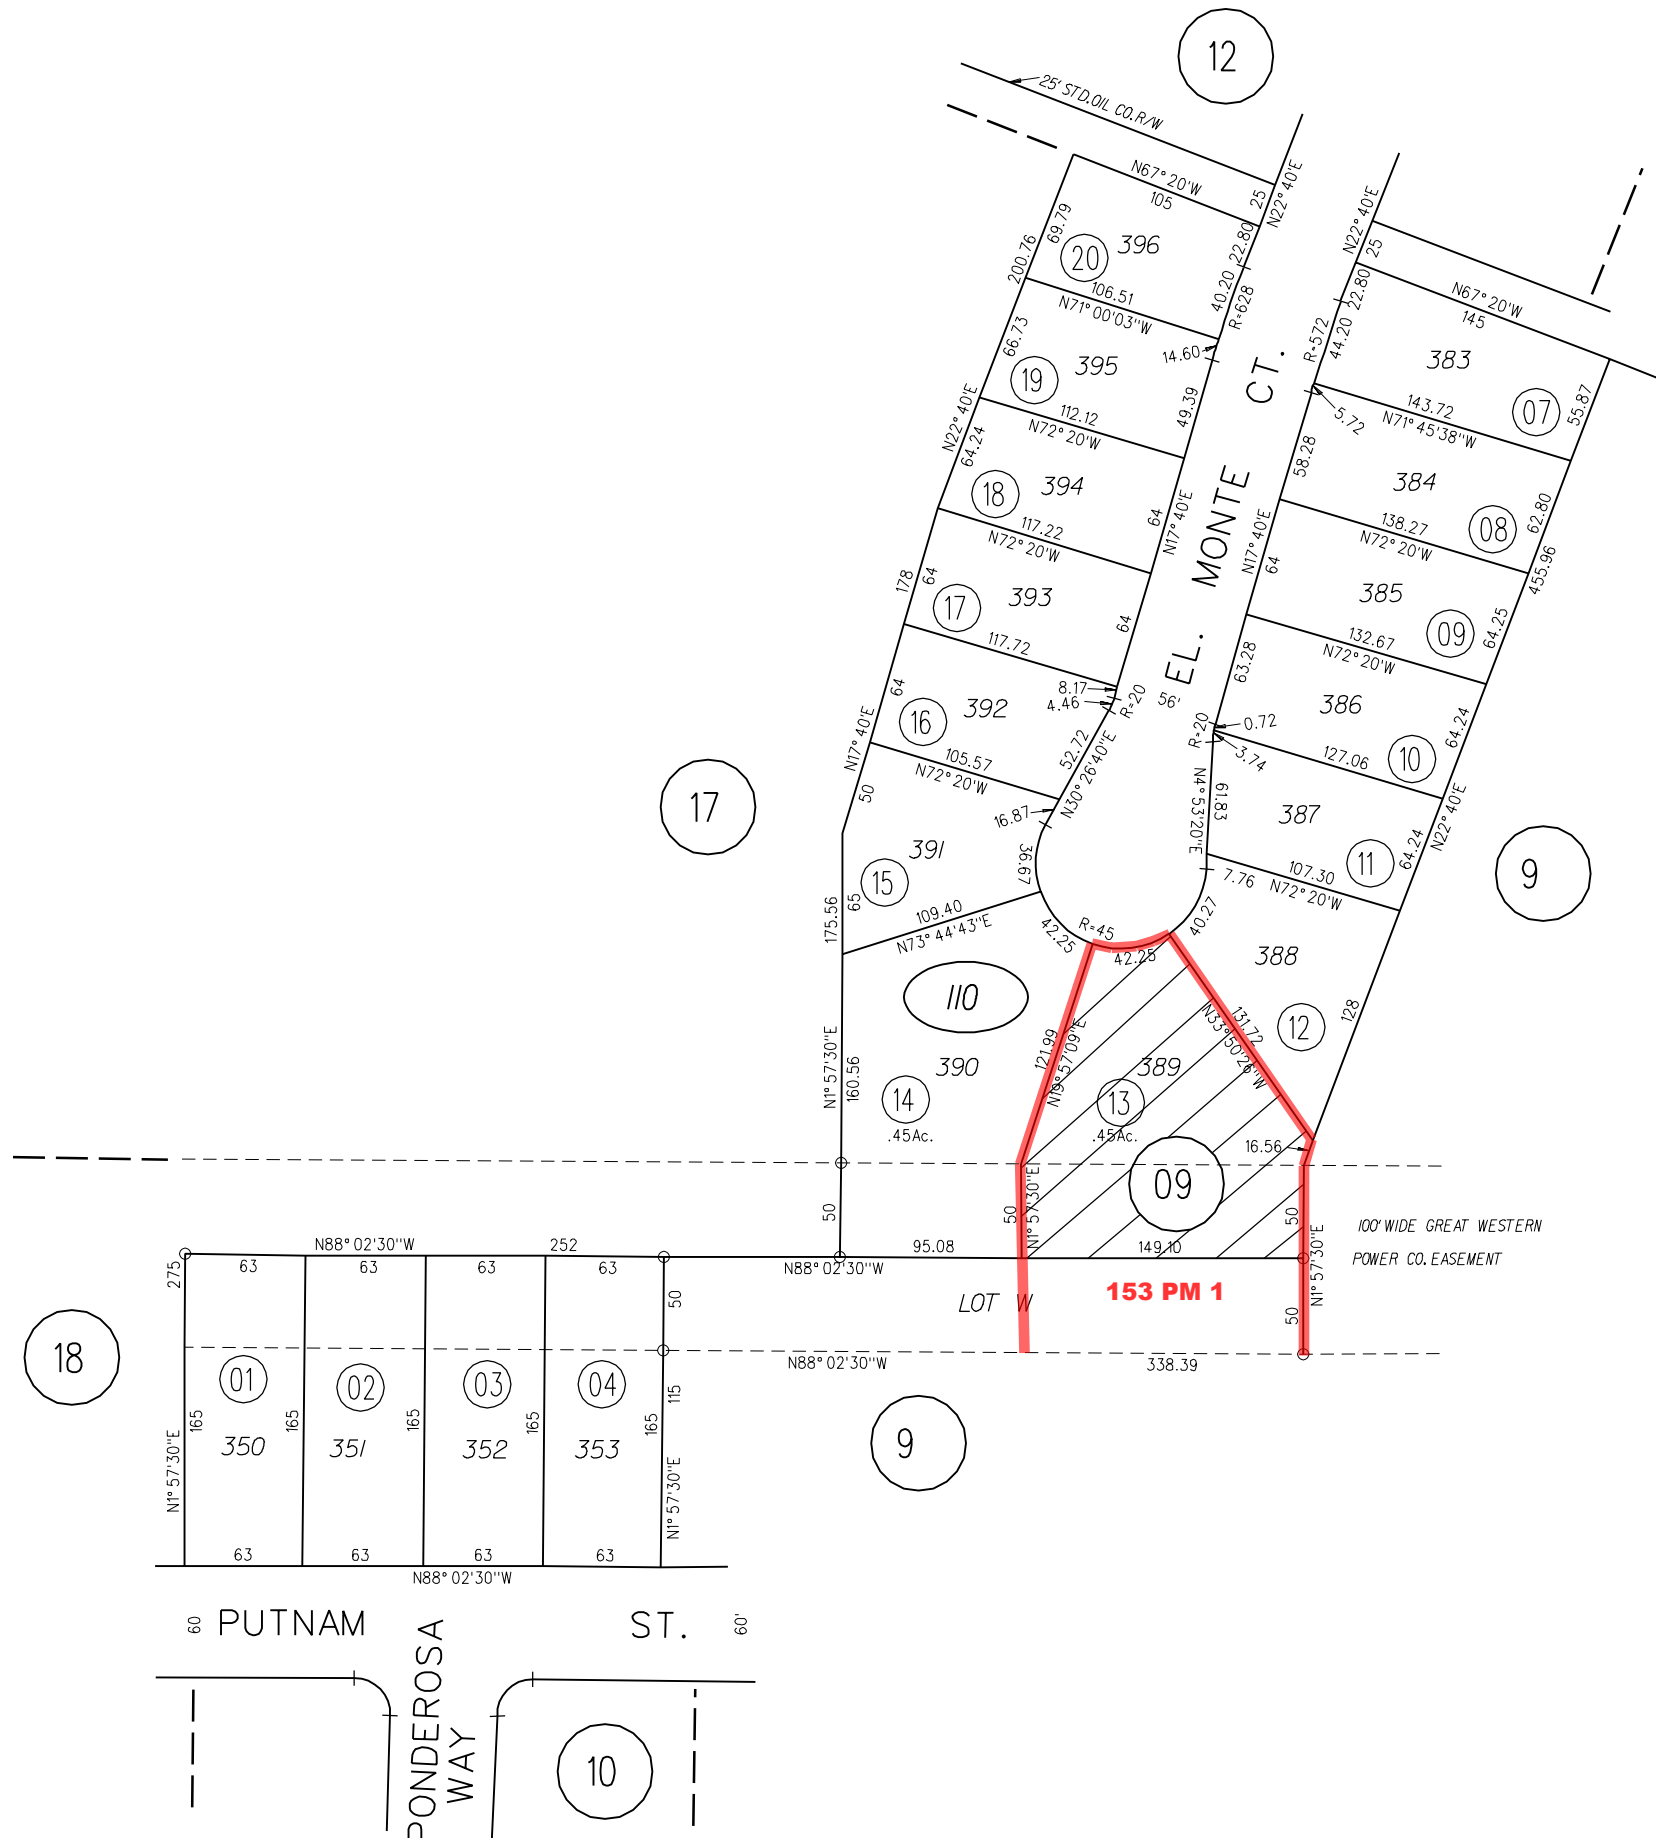 12
25' STD.OIL CO.R/W
N67°20'W
105
25
N22°40'E
69.79
396
20
22.80
200.76
40.20
R=628
106.51
N71°00'03"W
N22°40'E
25
22.80
N67°20'W
145
R=572
44.20
383
07
55.87
66.73
395
19
14.60
49.39
143.72
N71°45'38"W
5.72
N22°40'E
64.24
112.12
N72°20'W
58.28
384
08
62.80
455.96
394
18
64
N17°40'E
138.27
N72°20'W
117.22
N72°20'W
EL. MONTE CT.
N17°40'E
64
385
09
64.25
178
64
393
17
64
132.67
N72°20'W
117.72
63.28
386
10
64.24
8.17
4.46
R=20
56'
64
392
16
R=20
0.72
3.74
127.06
N17°40'E
105.57
N72°20'W
52.72
N30°26'40"E
N4°53'20"E
61.83
387
11
64.24
N22°40'E
17
50
16.87
391
15
36.67
107.30
N72°20'W
7.76
9
65
175.56
109.40
N73°44'43"E
42.25
R=45
42.25
40.27
388
12
128
110
131.72
N33°50'26"W
121.99
N19°57'09"E
N1°57'30"E
160.56
390
14
.45Ac.
389
13
.45Ac.
16.56
09
50
50
N1°57'30"E
50
N1°57'30"E
100' WIDE GREAT WESTERN
POWER CO. EASEMENT
N88°02'30"W
252
95.08
149.10
N88°02'30"W
275
63
63
63
63
50
LOT W
153 PM 1
50
N88°02'30"W
338.39
18
01
02
03
04
115
165
165
165
165
165
350
351
352
353
9
N1°57'30"E
N1°57'30"E
63
63
63
63
N88°02'30"W
60
PUTNAM ST.
60'
PONDEROSA
WAY
10